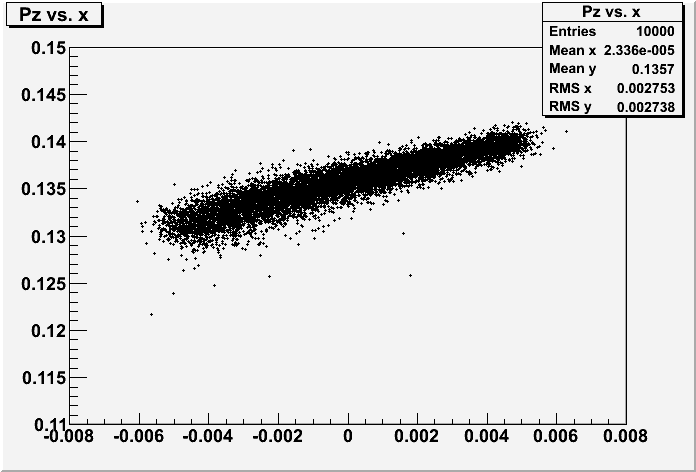 Pz vs. x
Pz vs. x
Entries 10000
Mean x 2.336e-005
Mean y 0.1357
RMS x 0.002753
RMS y 0.002738
0.15
0.145
0.14
0.135
0.13
0.125
0.12
0.115
0.11
-0.008 -0.006 -0.004 -0.002 0 0.002 0.004 0.006 0.008